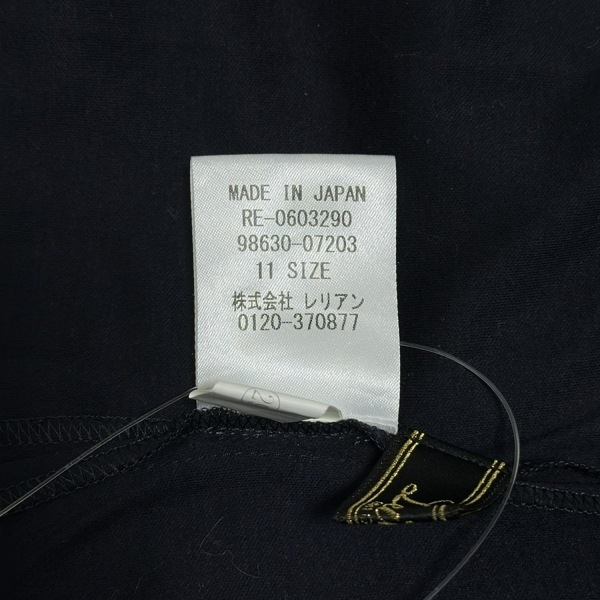 MADE IN JAPAN
RE-0603290
98630-07203
11 SIZE
株式会社 レリアン
0120-370877
2